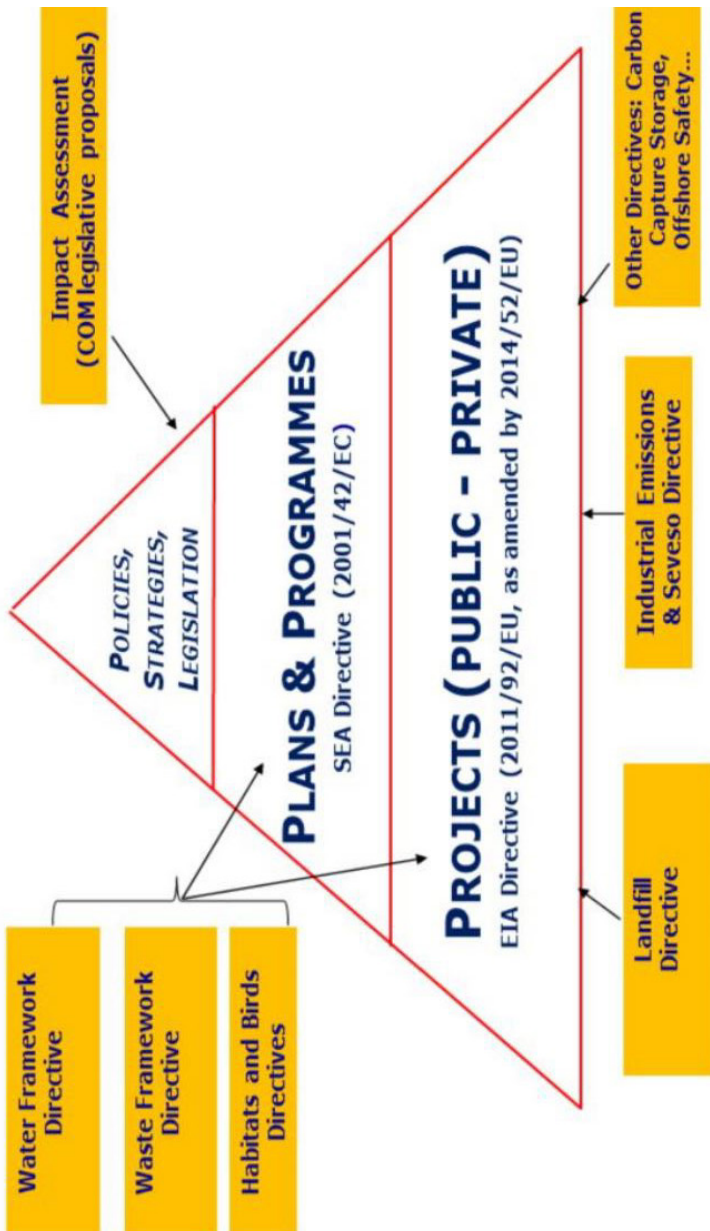 Impact Assessment
(COM legislative proposals)
Water Framework
Directive
Waste Framework
Directive
Habitats and Birds
Directives
POLICIES,
STRATEGIES,
LEGISLATION
PLANS & PROGRAMMES
SEA Directive (2001/42/EC)
PROJECTS (PUBLIC - PRIVATE)
EIA Directive (2011/92/EU, as amended by 2014/52/EU)
Landfill
Directive
Industrial Emissions
& Seveso Directive
Other Directives: Carbon
Capture Storage,
Offshore Safety...